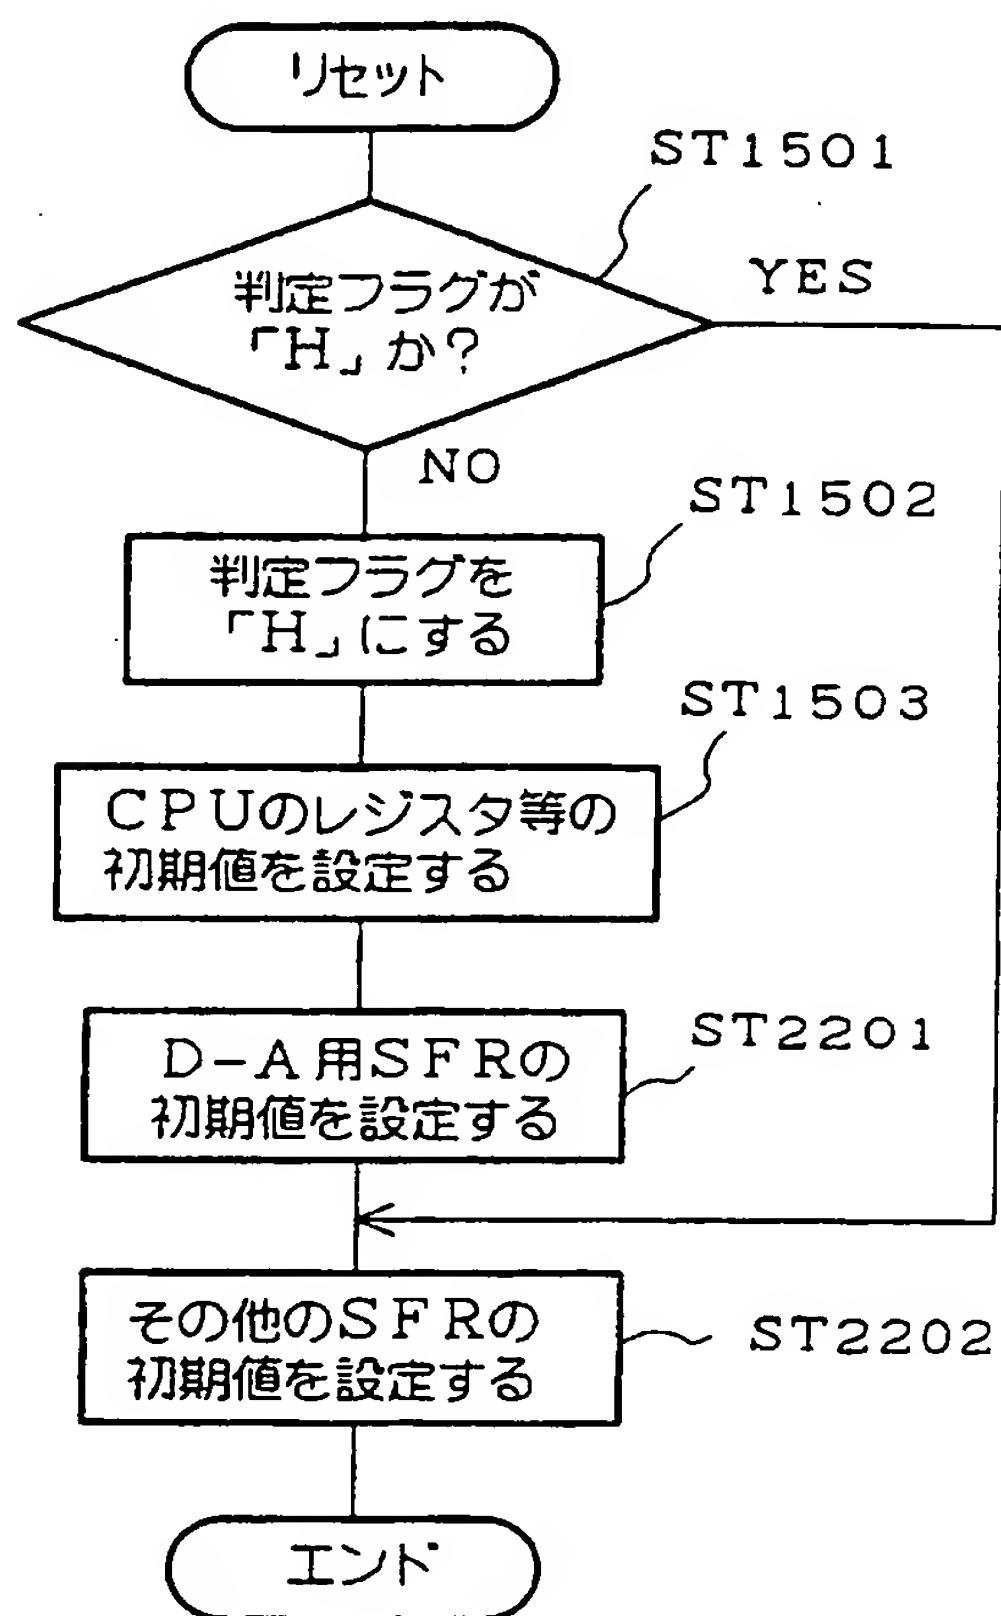 リセット
ST1501
判定フラグが
「H」か?
YES
NO
ST1502
判定フラグを
「H」にする
ST1503
CPUのレジスタ等の
初期値を設定する
ST2201
D-A用SFRの
初期値を設定する
その他のSFRの
初期値を設定する
ST2202
エンド